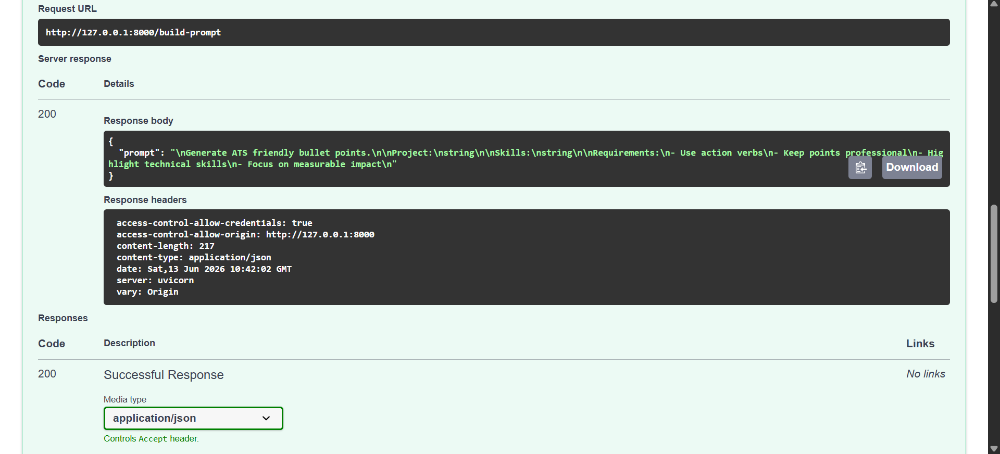 Request URL
http://127.0.0.1:8000/build-prompt
Server response
Code Details
200
Response body
{
  "prompt": "\nGenerate ATS friendly bullet points.\n\nProject:\nstring\n\nSkills:\nstring\n\nRequirements:\n- Use action verbs\n- Keep points professional\n- Hig
hlight technical skills\n- Focus on measurable impact\n"
}
Download
Response headers
access-control-allow-credentials: true
access-control-allow-origin: http://127.0.0.1:8000
content-length: 217
content-type: application/json
date: Sat,13 Jun 2026 10:42:02 GMT
server: uvicorn
vary: Origin
Responses
Code Description Links
200 Successful Response No links
Media type
application/json
Controls Accept header.